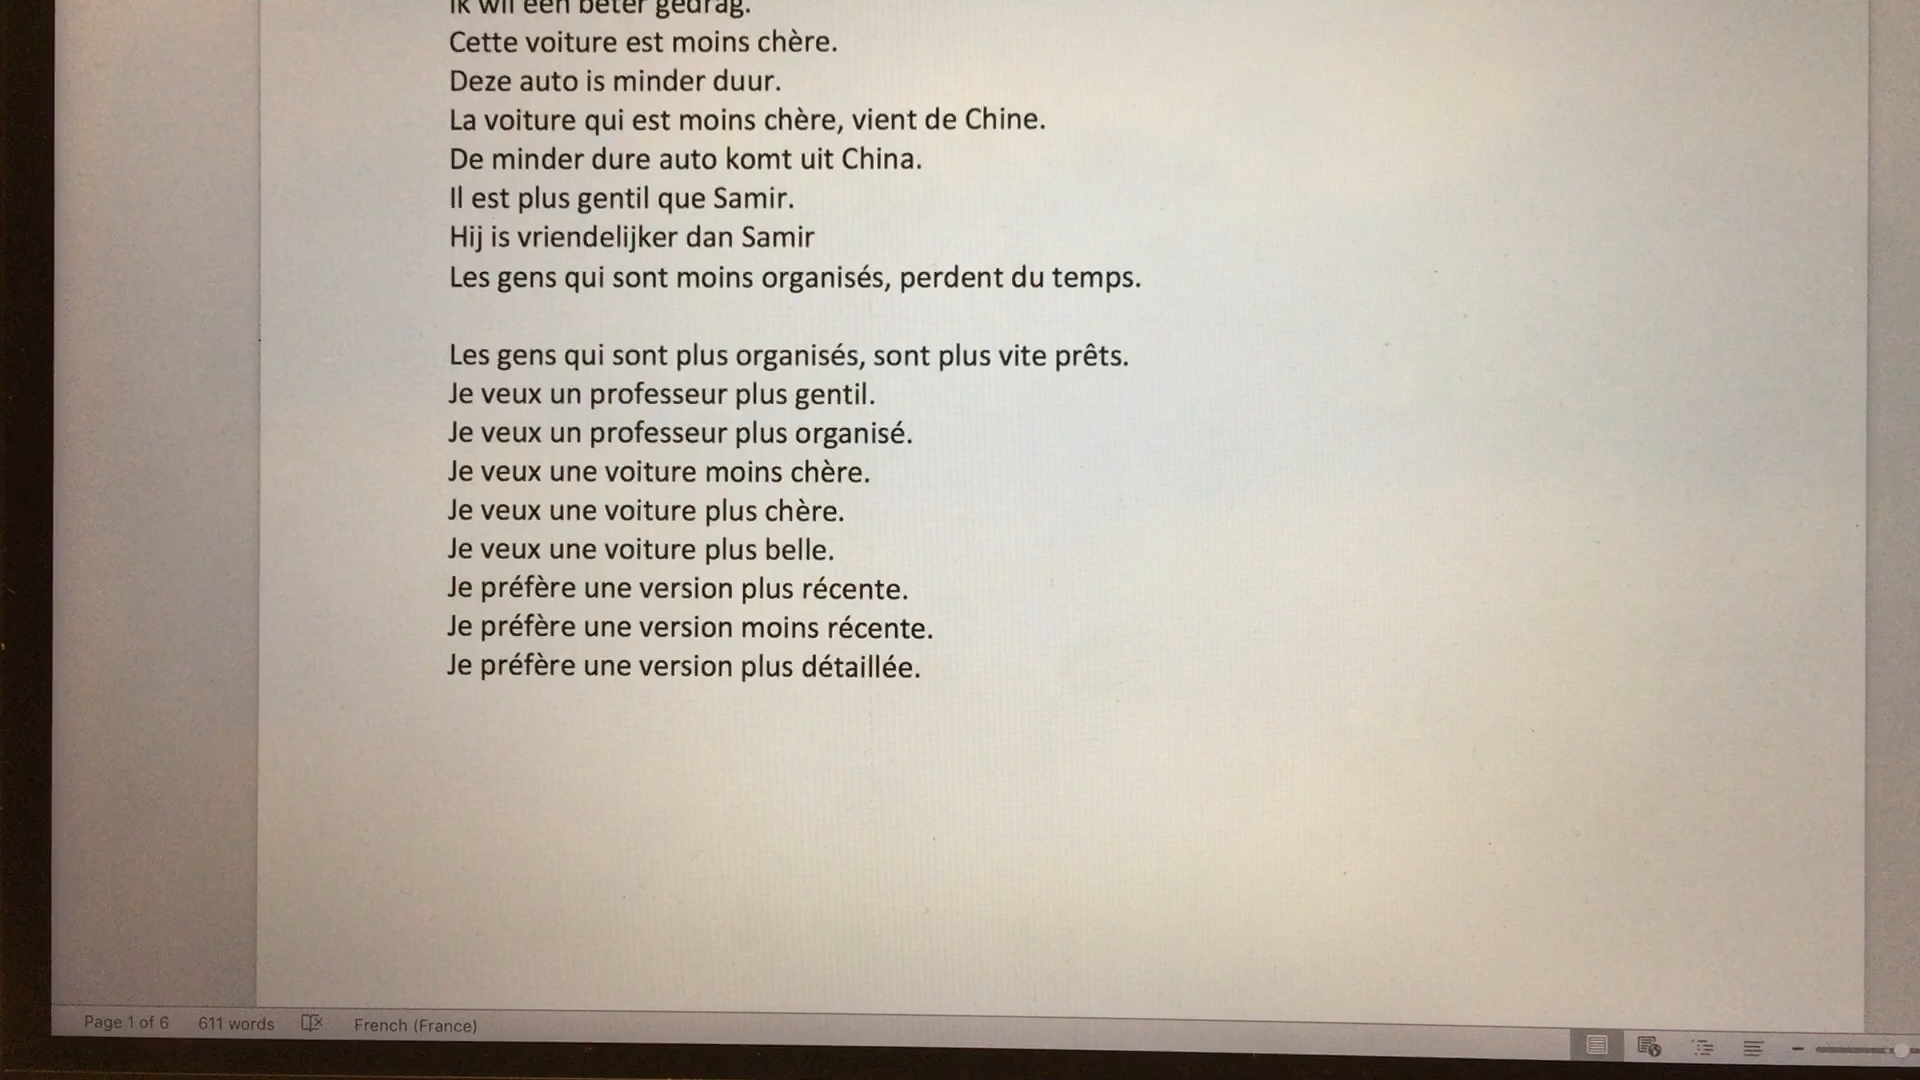 Ik wil een beter gedrag.
Cette voiture est moins chère.
Deze auto is minder duur.
La voiture qui est moins chère, vient de Chine.
De minder dure auto komt uit China.
Il est plus gentil que Samir.
Hij is vriendelijker dan Samir
Les gens qui sont moins organisés, perdent du temps.
Les gens qui sont plus organisés, sont plus vite prêts.
Je veux un professeur plus gentil.
Je veux un professeur plus organisé.
Je veux une voiture moins chère.
Je veux une voiture plus chère.
Je veux une voiture plus belle.
Je préfère une version plus récente.
Je préfère une version moins récente.
Je préfère une version plus détaillée.
Page 1 of 6 611 words French (France)